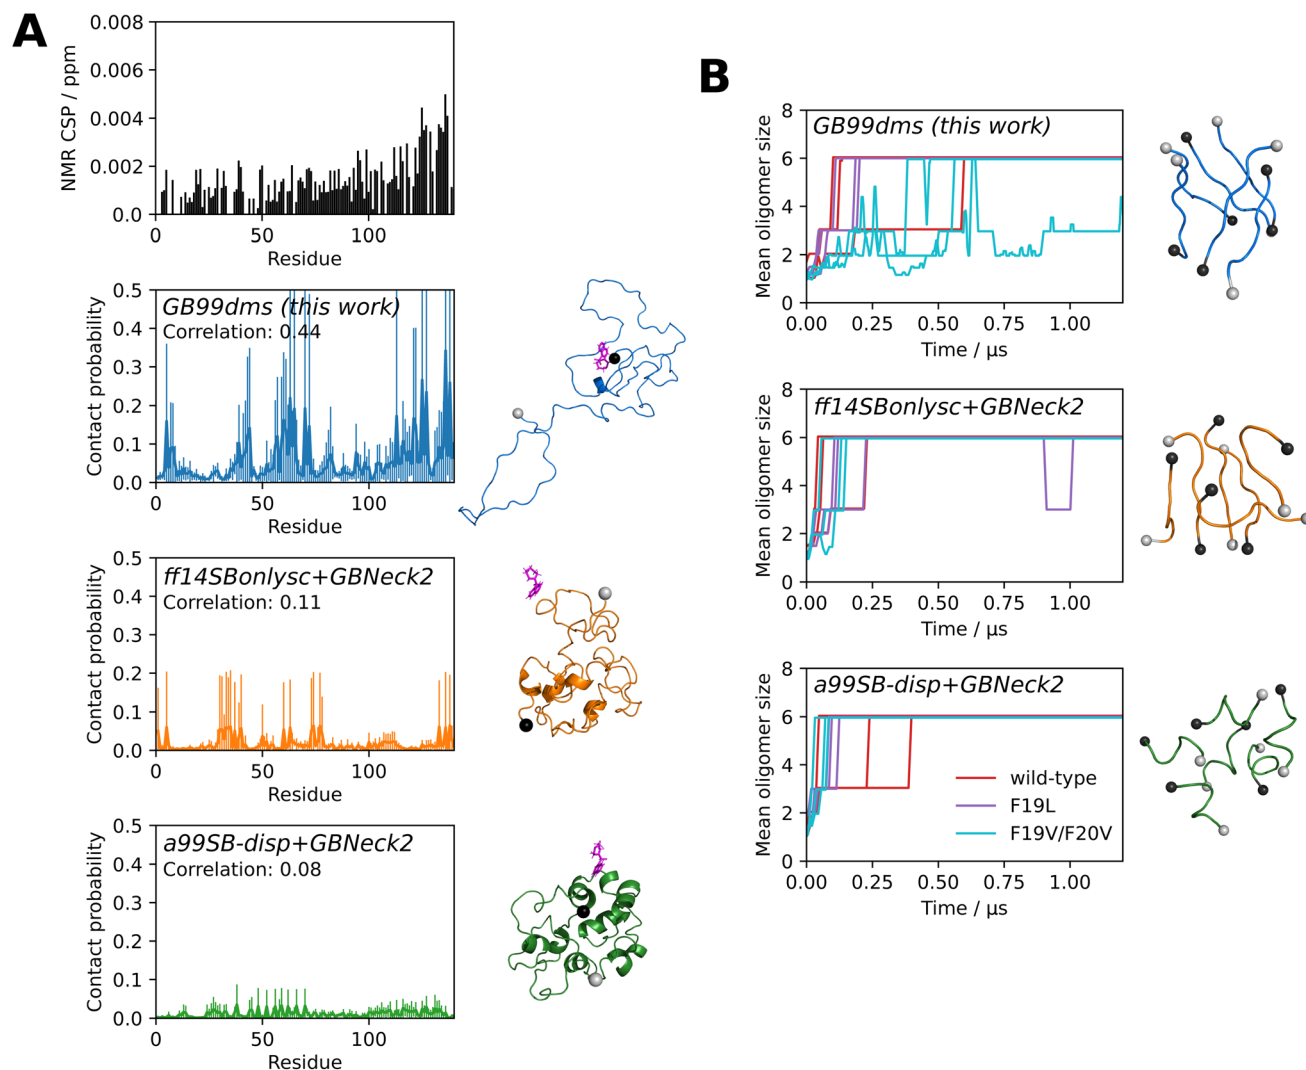 A
NMR CSP / ppm
0.008
0.006
0.004
0.002
0.0
0 50 100
Residue
Contact probability
0.5
0.4
0.3
0.2
0.1
0.0
GB99dms (this work)
Correlation: 0.44
0 50 100
Residue
Contact probability
0.5
0.4
0.3
0.2
0.1
0.0
ff14SBonlysc+GBNeck2
Correlation: 0.11
0 50 100
Residue
Contact probability
0.5
0.4
0.3
0.2
0.1
0.0
a99SB-disp+GBNeck2
Correlation: 0.08
0 50 100
Residue
B
Mean oligomer size
8
6
4
2
0
GB99dms (this work)
0.00 0.25 0.50 0.75 1.00
Time / μs
Mean oligomer size
8
6
4
2
0
ff14SBonlysc+GBNeck2
0.00 0.25 0.50 0.75 1.00
Time / μs
Mean oligomer size
8
6
4
2
0
a99SB-disp+GBNeck2
wild-type
F19L
F19V/F20V
0.00 0.25 0.50 0.75 1.00
Time / μs